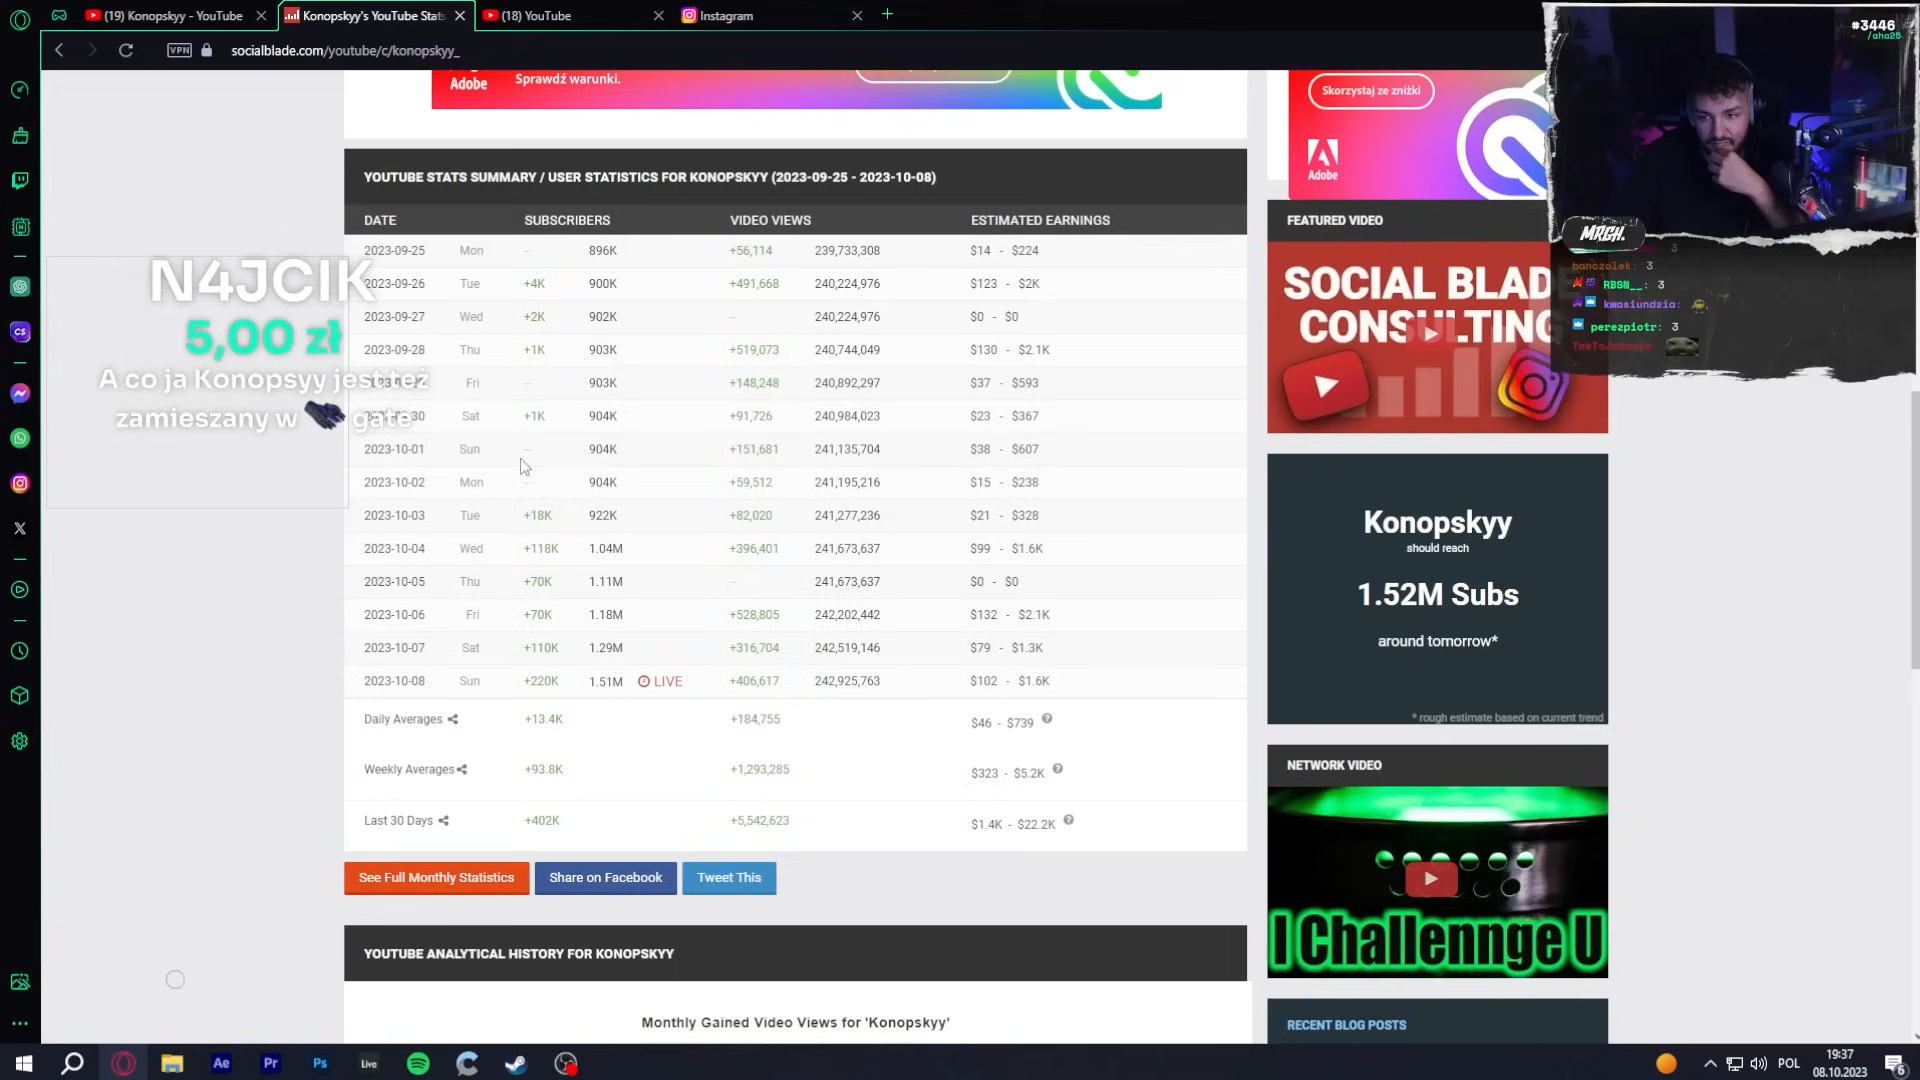 (19) Konopskyy - YouTube
Konopskyy's YouTube Stats
(18) YouTube
Instagram
VPN
socialblade.com/youtube/c/konopskyy_
Adobe
Sprawdź warunki.
Skorzystaj ze zniżki
Adobe
#3446
/aha25
MRGH.
YOUTUBE STATS SUMMARY / USER STATISTICS FOR KONOPSKYY (2023-09-25 - 2023-10-08)
DATE SUBSCRIBERS VIDEO VIEWS ESTIMATED EARNINGS
2023-09-25 Mon -- 896K +56,114 239,733,308 $14 - $224
2023-09-26 Tue +4K 900K +491,668 240,224,976 $123 - $2K
2023-09-27 Wed +2K 902K -- 240,224,976 $0 - $0
2023-09-28 Thu +1K 903K +519,073 240,744,049 $130 - $2.1K
Fri -- 903K +148,248 240,892,297 $37 - $593
Sat +1K 904K +91,726 240,984,023 $23 - $367
2023-10-01 Sun -- 904K +151,681 241,135,704 $38 - $607
2023-10-02 Mon -- 904K +59,512 241,195,216 $15 - $238
2023-10-03 Tue +18K 922K +82,020 241,277,236 $21 - $328
2023-10-04 Wed +118K 1.04M +396,401 241,673,637 $99 - $1.6K
2023-10-05 Thu +70K 1.11M -- 241,673,637 $0 - $0
2023-10-06 Fri +70K 1.18M +528,805 242,202,442 $132 - $2.1K
2023-10-07 Sat +110K 1.29M +316,704 242,519,146 $79 - $1.3K
2023-10-08 Sun +220K 1.51M LIVE +406,617 242,925,763 $102 - $1.6K
Daily Averages +13.4K +184,755 $46 - $739
Weekly Averages +93.8K +1,293,285 $323 - $5.2K
Last 30 Days +402K +5,542,623 $1.4K - $22.2K
See Full Monthly Statistics
Share on Facebook
Tweet This
YOUTUBE ANALYTICAL HISTORY FOR KONOPSKYY
Monthly Gained Video Views for 'Konopskyy'
N4JCIK
5,00 zł
A co ja Konopsyy jest też
zamieszany w gate
FEATURED VIDEO
SOCIAL BLADE
CONSULTING
3
banczolek: 3
RBSN__: 3
kwasiundzia:
perezpiotr: 3
Konopskyy
should reach
1.52M Subs
around tomorrow*
* rough estimate based on current trend
NETWORK VIDEO
I Challennge U
RECENT BLOG POSTS
CS
Ae
Pr
Ps
Live
POL
19:37
08.10.2023
6